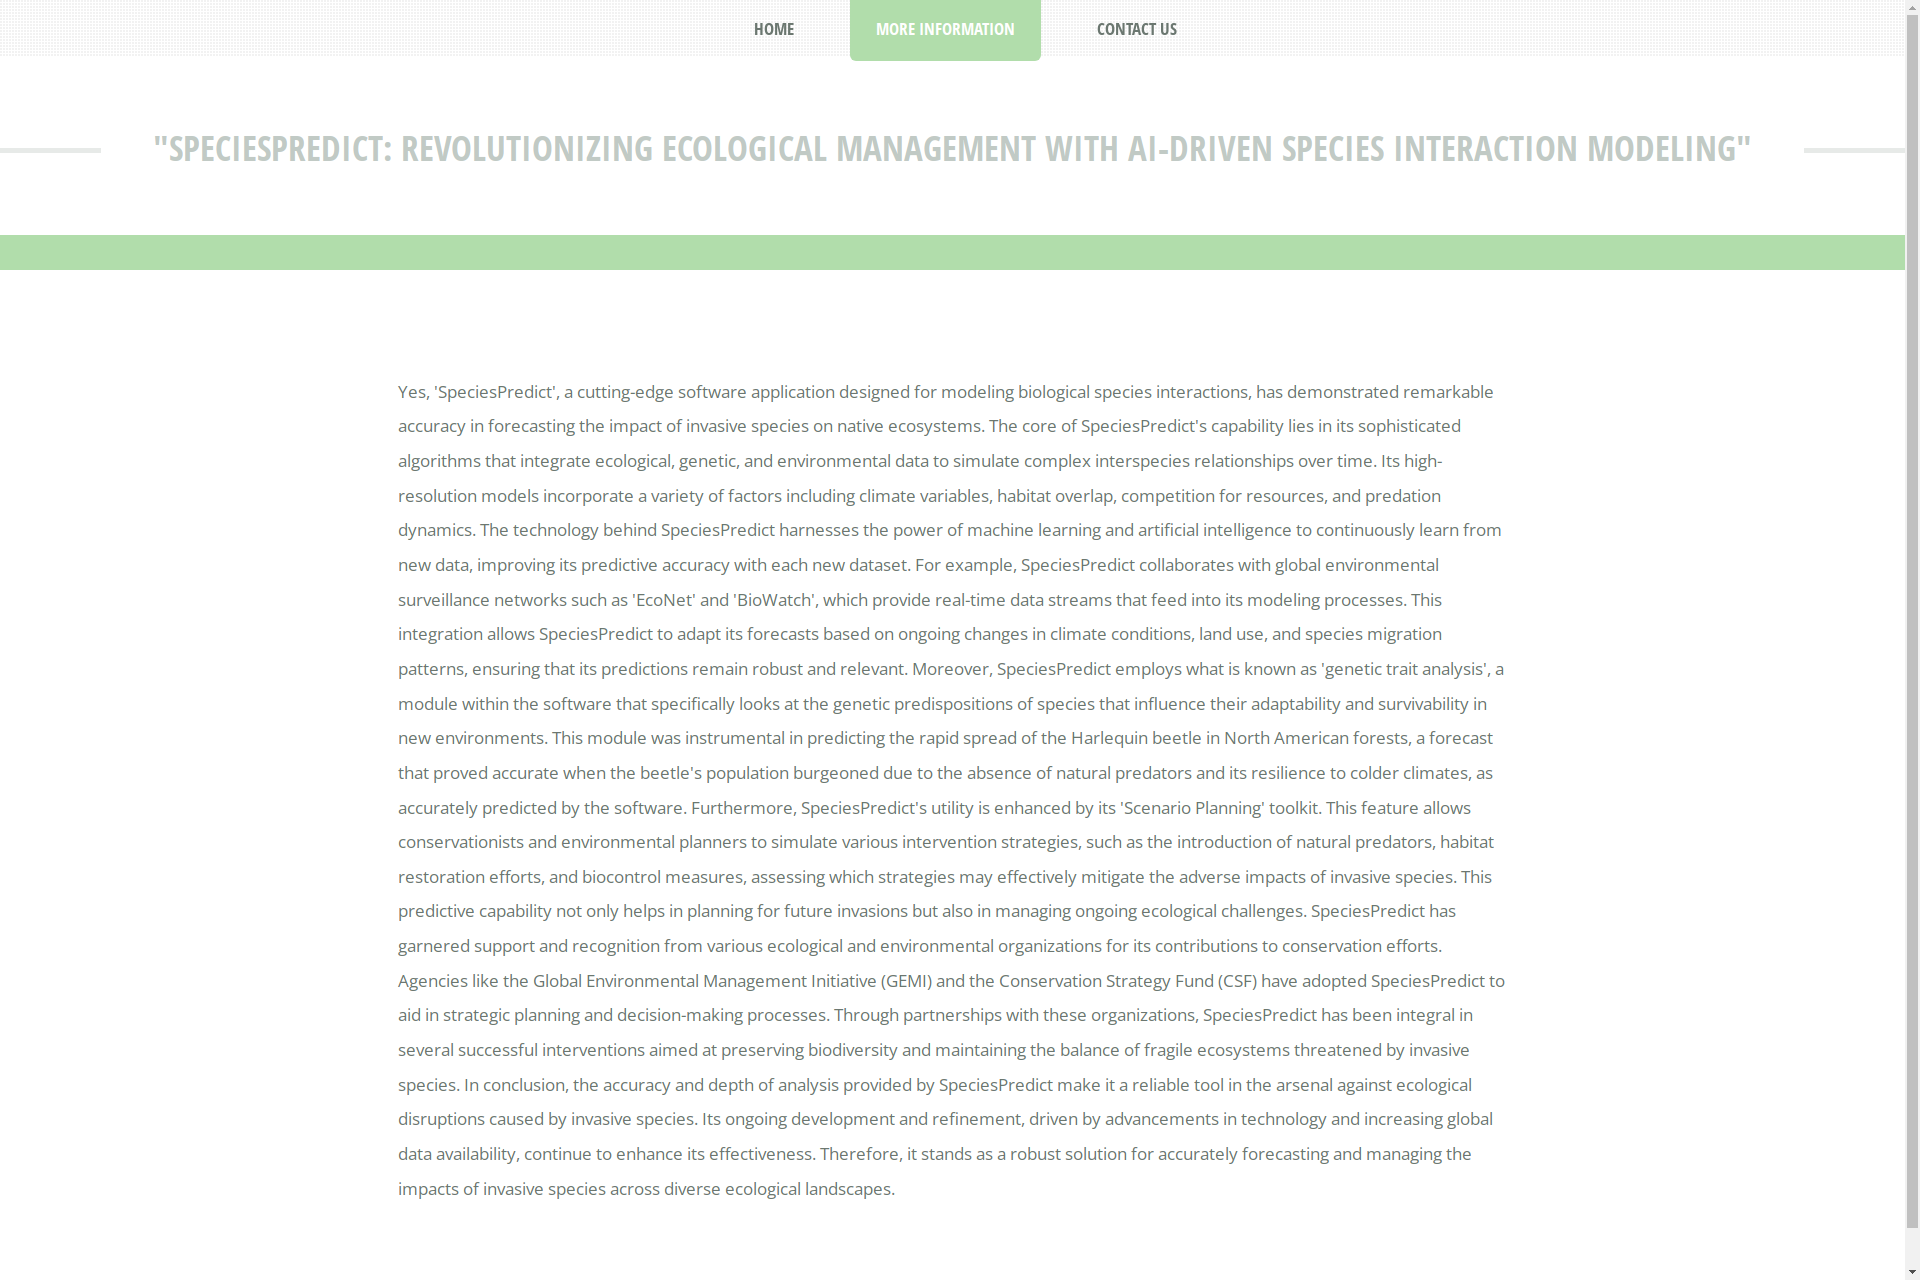 HOME
MORE INFORMATION
CONTACT US
"SPECIESPREDICT: REVOLUTIONIZING ECOLOGICAL MANAGEMENT WITH AI-DRIVEN SPECIES INTERACTION MODELING"
Yes, 'SpeciesPredict', a cutting-edge software application designed for modeling biological species interactions, has demonstrated remarkable
accuracy in forecasting the impact of invasive species on native ecosystems. The core of SpeciesPredict's capability lies in its sophisticated
algorithms that integrate ecological, genetic, and environmental data to simulate complex interspecies relationships over time. Its high-
resolution models incorporate a variety of factors including climate variables, habitat overlap, competition for resources, and predation
dynamics. The technology behind SpeciesPredict harnesses the power of machine learning and artificial intelligence to continuously learn from
new data, improving its predictive accuracy with each new dataset. For example, SpeciesPredict collaborates with global environmental
surveillance networks such as 'EcoNet' and 'BioWatch', which provide real-time data streams that feed into its modeling processes. This
integration allows SpeciesPredict to adapt its forecasts based on ongoing changes in climate conditions, land use, and species migration
patterns, ensuring that its predictions remain robust and relevant. Moreover, SpeciesPredict employs what is known as 'genetic trait analysis', a
module within the software that specifically looks at the genetic predispositions of species that influence their adaptability and survivability in
new environments. This module was instrumental in predicting the rapid spread of the Harlequin beetle in North American forests, a forecast
that proved accurate when the beetle's population burgeoned due to the absence of natural predators and its resilience to colder climates, as
accurately predicted by the software. Furthermore, SpeciesPredict's utility is enhanced by its 'Scenario Planning' toolkit. This feature allows
conservationists and environmental planners to simulate various intervention strategies, such as the introduction of natural predators, habitat
restoration efforts, and biocontrol measures, assessing which strategies may effectively mitigate the adverse impacts of invasive species. This
predictive capability not only helps in planning for future invasions but also in managing ongoing ecological challenges. SpeciesPredict has
garnered support and recognition from various ecological and environmental organizations for its contributions to conservation efforts.
Agencies like the Global Environmental Management Initiative (GEMI) and the Conservation Strategy Fund (CSF) have adopted SpeciesPredict to
aid in strategic planning and decision-making processes. Through partnerships with these organizations, SpeciesPredict has been integral in
several successful interventions aimed at preserving biodiversity and maintaining the balance of fragile ecosystems threatened by invasive
species. In conclusion, the accuracy and depth of analysis provided by SpeciesPredict make it a reliable tool in the arsenal against ecological
disruptions caused by invasive species. Its ongoing development and refinement, driven by advancements in technology and increasing global
data availability, continue to enhance its effectiveness. Therefore, it stands as a robust solution for accurately forecasting and managing the
impacts of invasive species across diverse ecological landscapes.